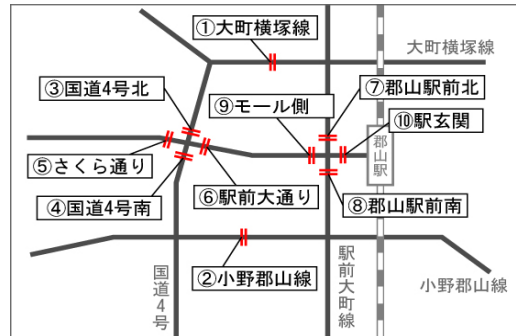 ①大町横塚線
大町横塚線
③国道4号北
⑦郡山駅前北
⑨モール側
⑩駅玄関
郡山駅
⑤さくら通り
④国道4号南
⑥駅前大通り
⑧郡山駅前南
②小野郡山線
国道4号
駅前大町線
小野郡山線